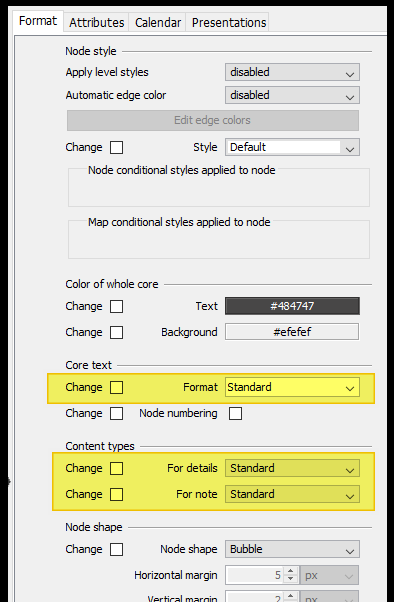 Format Attributes Calendar Presentations
Node style
Apply level styles disabled
Automatic edge color disabled
Edit edge colors
Change Style Default
Node conditional styles applied to node
Map conditional styles applied to node
Color of whole core
Change Text #484747
Change Background #efefef
Core text
Change Format Standard
Change Node numbering
Content types
Change For details Standard
Change For note Standard
Node shape
Change Node shape Bubble
Horizontal margin 5 px
Vertical margin 2 px